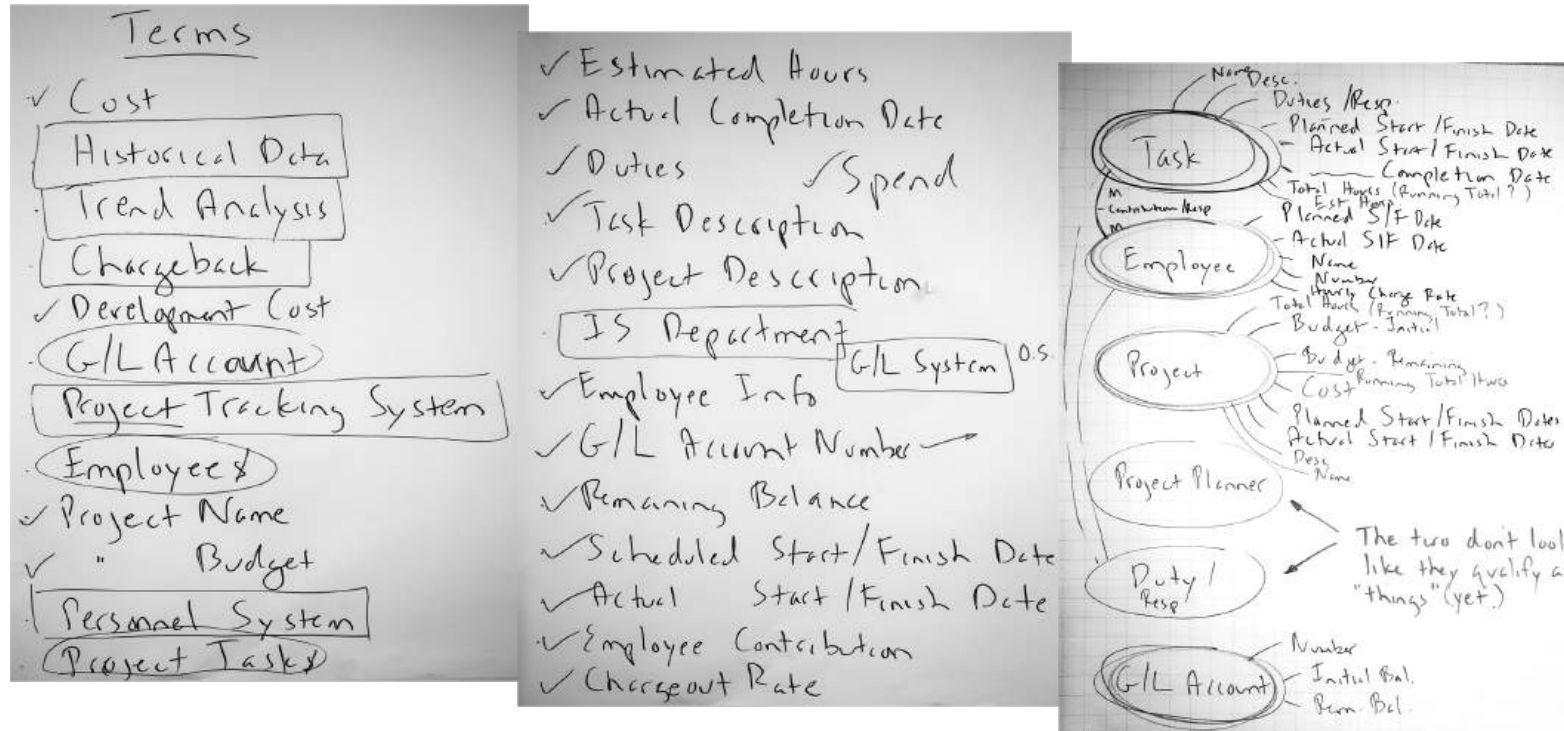 Terms
✓ Cost
Historical Data
Trend Analysis
Chargeback
✓ Development Cost
G/L Account
Project Tracking System
Employees
✓ Project Name
✓ " Budget
Personnel System
Project Tasks
✓ Estimated Hours
✓ Actual Completion Date
✓ Duties ✓ Spend
✓ Task Description
✓ Project Description
IS Department
G/L System O.S.
✓ Employee Info
✓ G/L Account Number
✓ Remaining Balance
✓ Scheduled Start/Finish Date
✓ Actual Start/Finish Date
✓ Employee Contribution
✓ Chargeout Rate
Name
Desc.
Duties/Resp.
Planned Start/Finish Date
Task
Actual Start/Finish Date
Completion Date
Total Hours (Running Total?)
Est Hours
M
Contribution/Resp
M
Planned S/F Date
Actual S/F Date
Employee
Name
Number
Hourly Charge Rate
Total Hours (Running Total?)
Budget - Initial
Project
Budget - Remaining
Running Total Hours
Cost
Planned Start/Finish Dates
Actual Start/Finish Dates
Desc
Name
Project Planner
The two don't look
like they qualify a
"things" (yet.)
Duty/
Resp
G/L Account
Number
Initial Bal.
Rem. Bal.